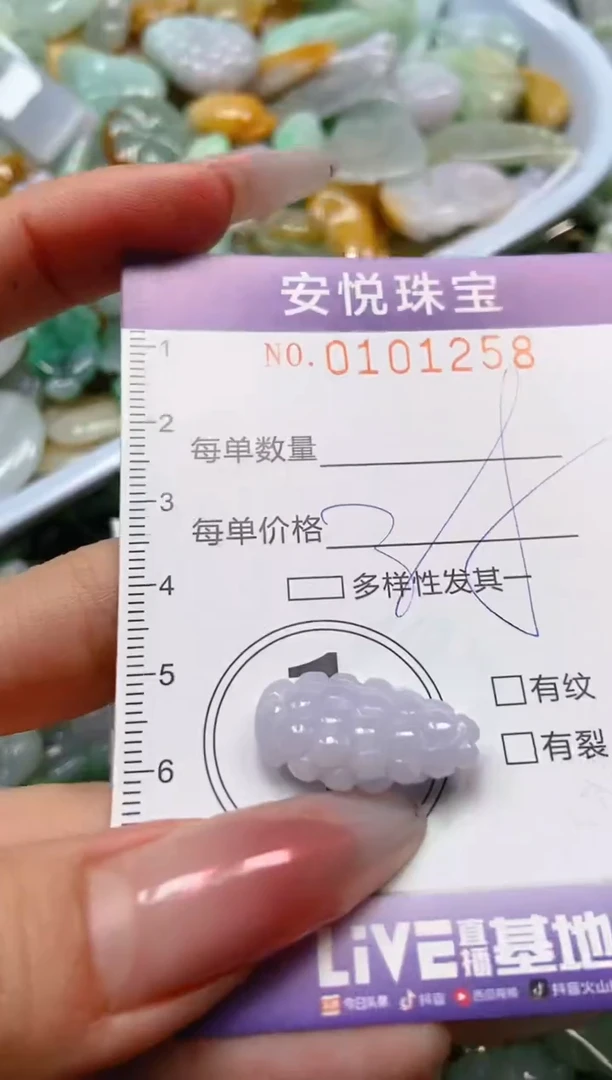 安悦珠宝
NO.0101258
1
2
每单数量
3
每单价格
4
多样性发其一
5
1
有纹
有裂
6
LiVE直播基地
今日头条 抖音 西瓜视频 抖音火山